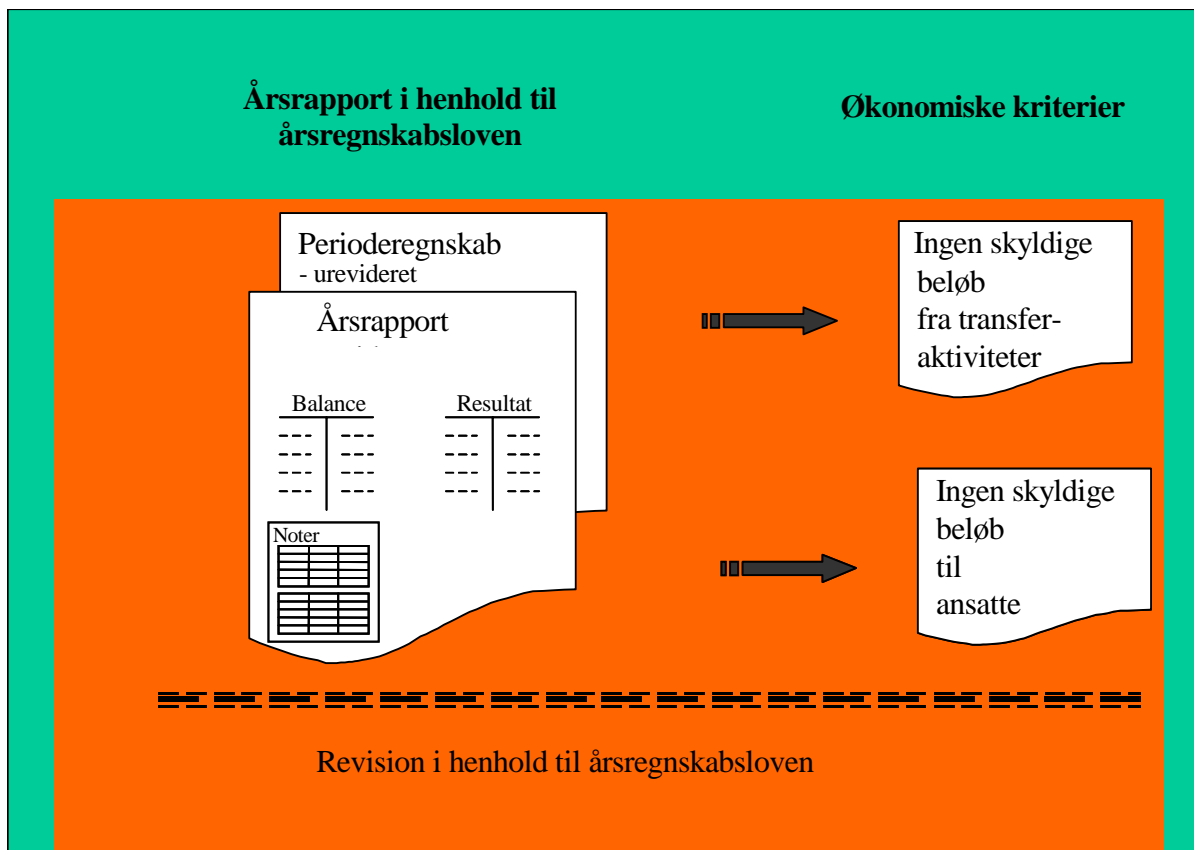 Årsrapport i henhold til
årsregnskabsloven
Økonomiske kriterier
Perioderegnskab
- urevideret
Årsrapport
Balance
Resultat
Noter
Ingen skyldige
beløb
fra transfer-
aktiviteter
Ingen skyldige
beløb
til
ansatte
Revision i henhold til årsregnskabsloven